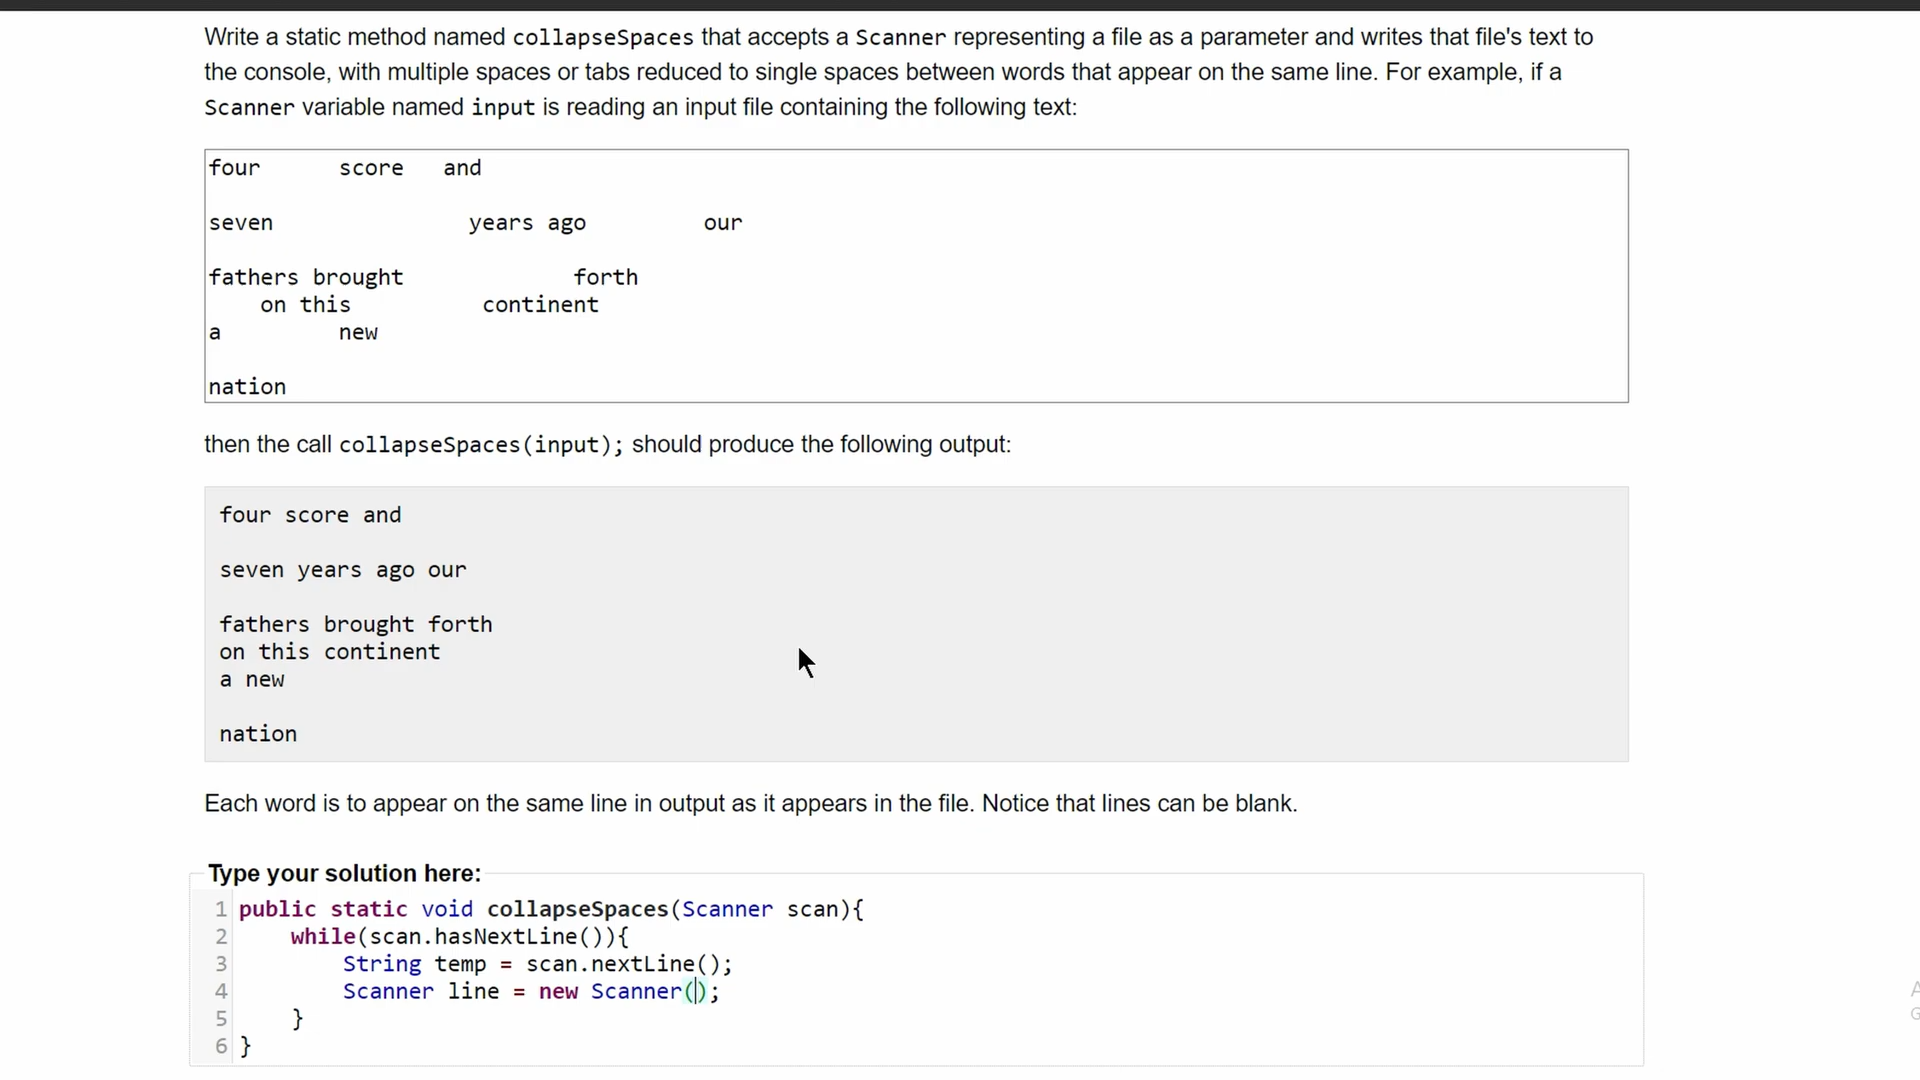 Write a static method named collapseSpaces that accepts a Scanner representing a file as a parameter and writes that file's text to
the console, with multiple spaces or tabs reduced to single spaces between words that appear on the same line. For example, if a
Scanner variable named input is reading an input file containing the following text:
four      score   and
seven               years ago         our
fathers brought             forth
    on this          continent
a         new
nation
then the call collapseSpaces(input); should produce the following output:
four score and
seven years ago our
fathers brought forth
on this continent
a new
nation
Each word is to appear on the same line in output as it appears in the file. Notice that lines can be blank.
Type your solution here:
1 public static void collapseSpaces(Scanner scan){
2     while(scan.hasNextLine()){
3         String temp = scan.nextLine();
4         Scanner line = new Scanner();
5     }
6 }